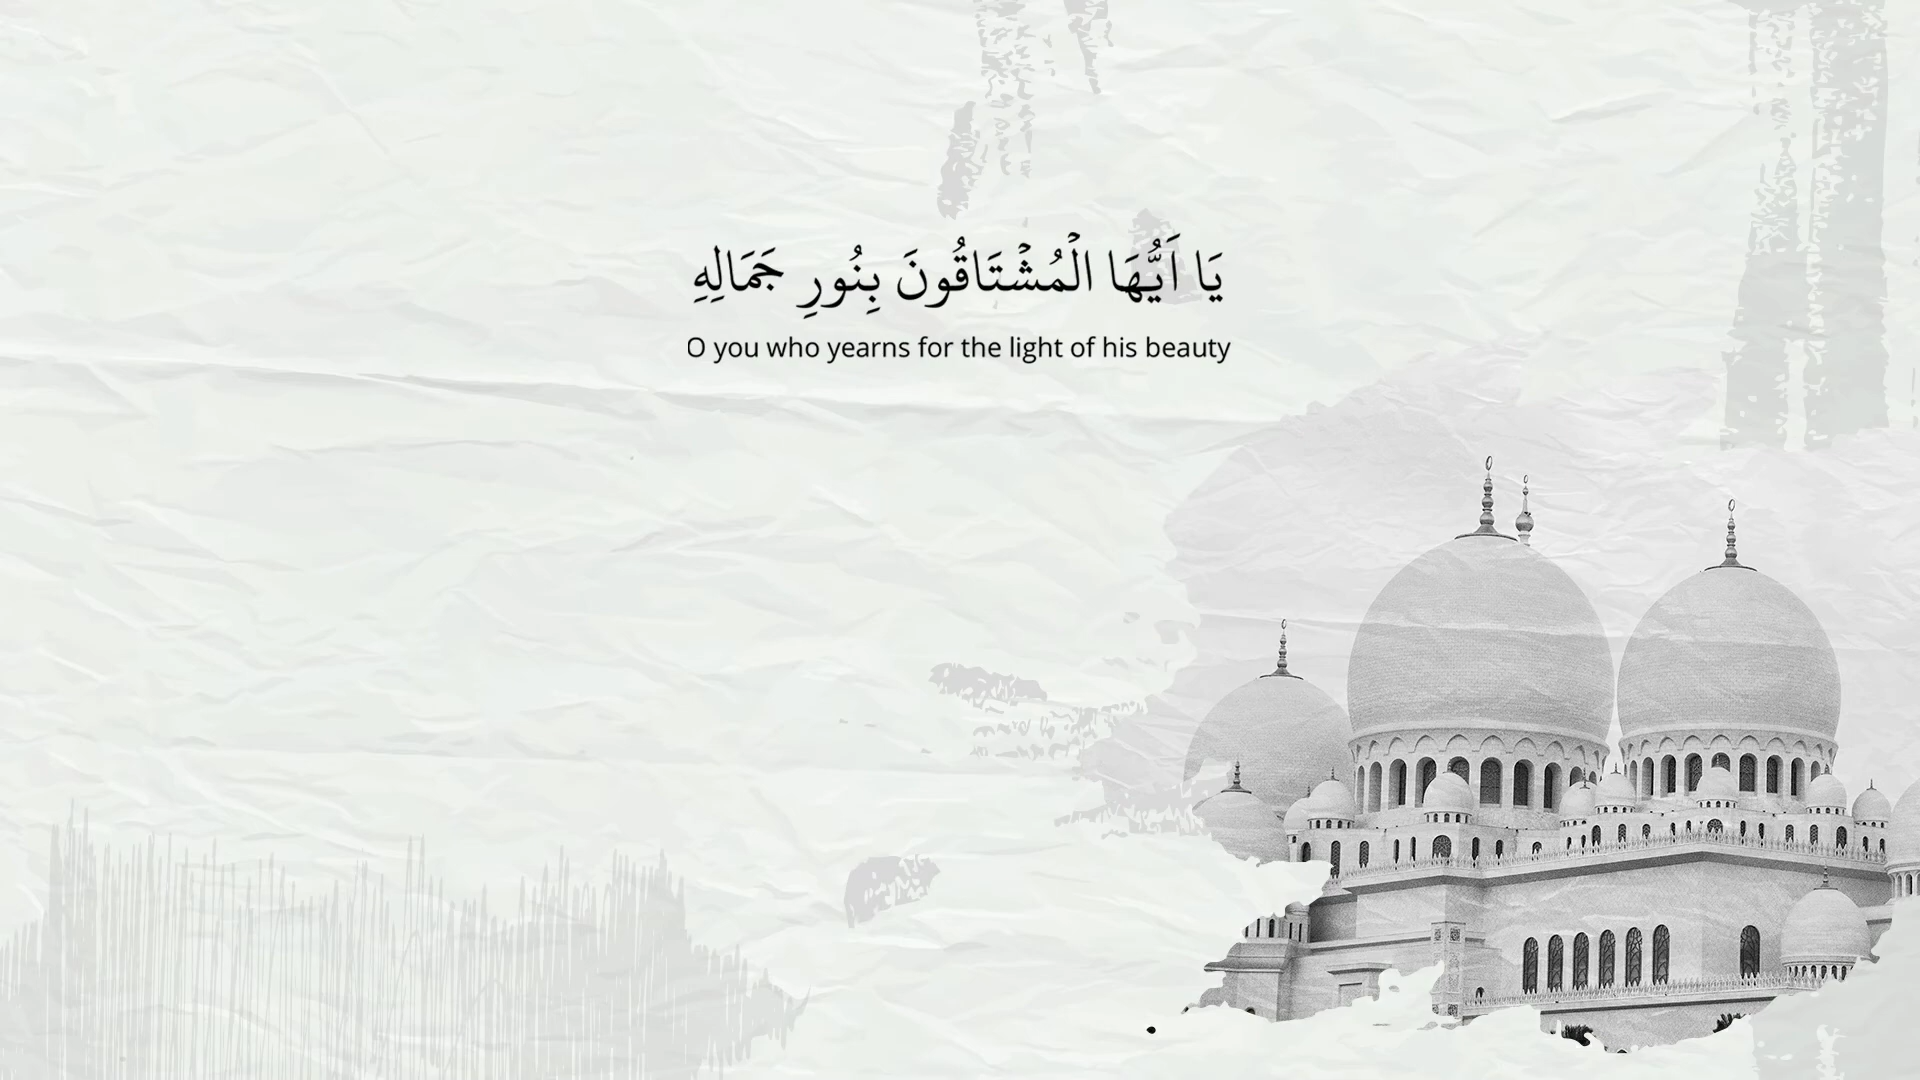 يَا اَيُّهَا الْمُشْتَاقُونَ بِنُورِ جَمَالِهِ
O you who yearns for the light of his beauty